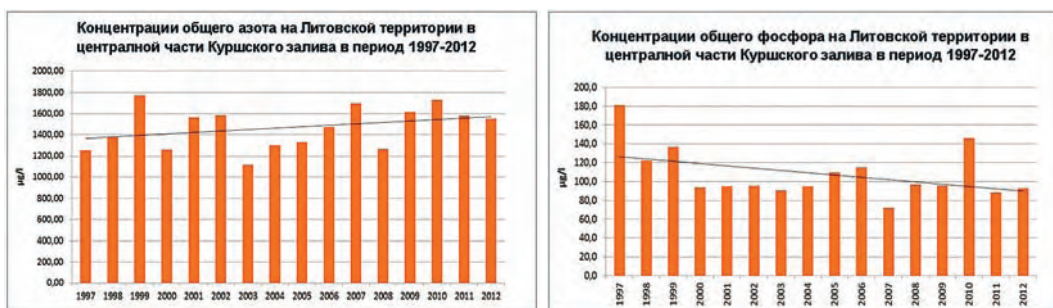 Концентрации общего азота на Литовской территории в
централной части Куршского залива в период 1997-2012
2000,00
1800,00
1600,00
1400,00
1200,00
1000,00
800,00
600,00
400,00
200,00
0,00
µg/l
1997 1998 1999 2000 2001 2002 2003 2004 2005 2006 2007 2008 2009 2010 2011 2012
Концентрации общего фосфора на Литовской территории в
централной части Куршского залива в период 1997-2012
200,0
180,0
160,0
140,0
120,0
100,0
80,0
60,0
40,0
20,0
0,0
µg/l
1997 1998 1999 2000 2001 2002 2003 2004 2005 2006 2007 2008 2009 2010 2011 2012